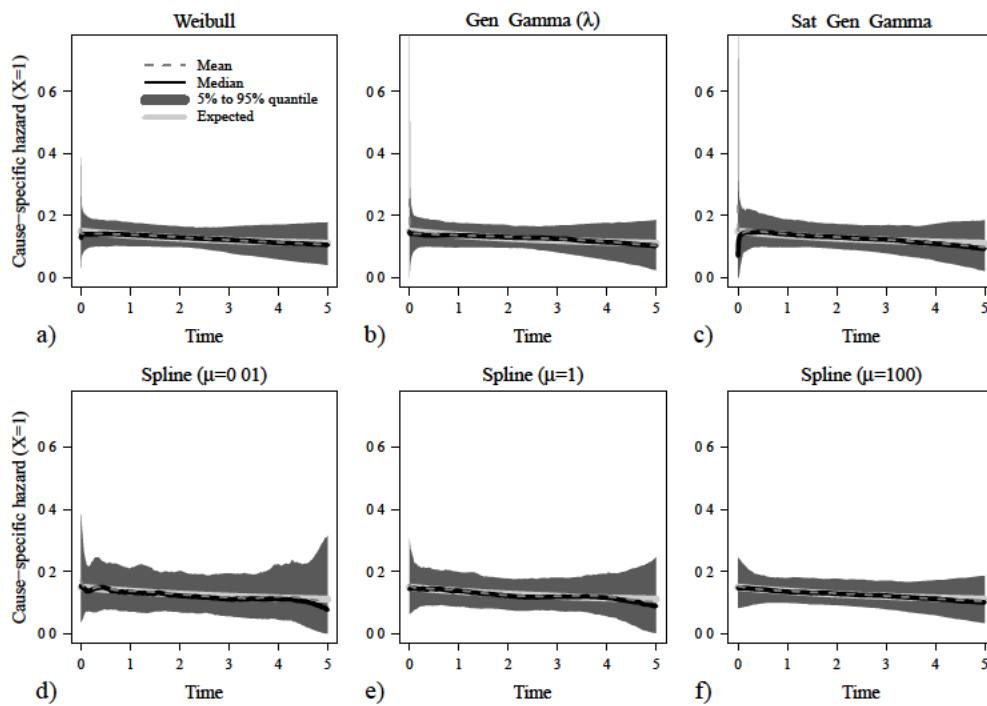 Weibull
Gen Gamma (λ)
Sat Gen Gamma
Cause−specific hazard (X=1)
0 6
0 4
0 2
0 0
Mean
Median
5% to 95% quantile
Expected
0 6
0 4
0 2
0 0
0 6
0 4
0 2
0 0
0 1 2 3 4 5
0 1 2 3 4 5
0 1 2 3 4 5
a) Time
b) Time
c) Time
Spline (μ=0 01)
Spline (μ=1)
Spline (μ=100)
Cause−specific hazard (X=1)
0 6
0 4
0 2
0 0
0 6
0 4
0 2
0 0
0 6
0 4
0 2
0 0
0 1 2 3 4 5
0 1 2 3 4 5
0 1 2 3 4 5
d) Time
e) Time
f) Time